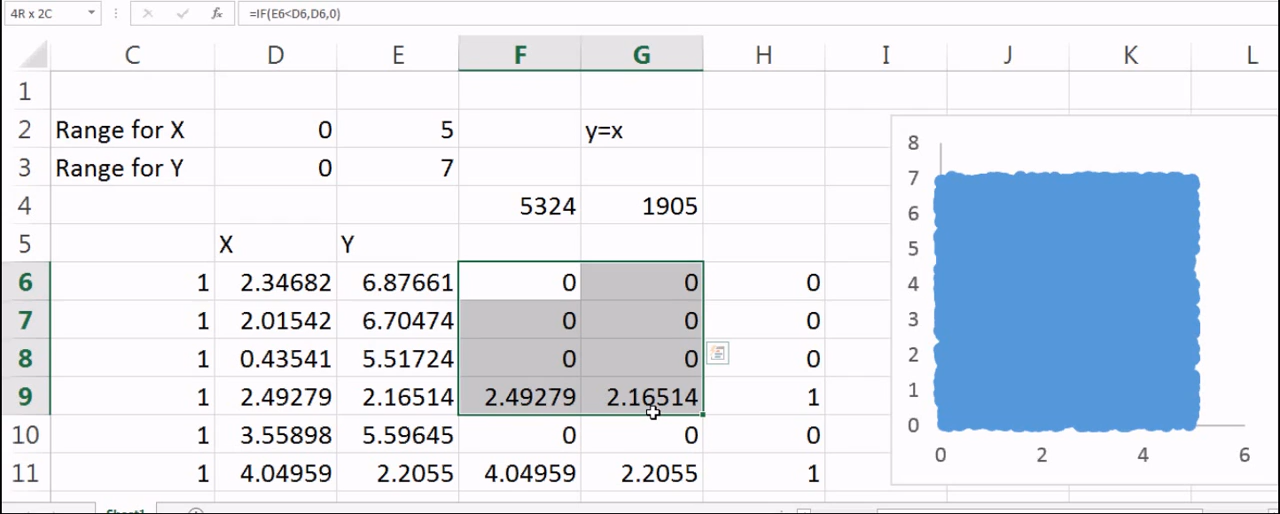 4R x 2C fx =IF(E6<D6,D6,0)
C D E F G H I J K L
1
2 Range for X 0 5 y=x
3 Range for Y 0 7
4 5324 1905
5 X Y
6 1 2.34682 6.87661 0 0 0
7 1 2.01542 6.70474 0 0 0
8 1 0.43541 5.51724 0 0 0
9 1 2.49279 2.16514 2.49279 2.16514 1
10 1 3.55898 5.59645 0 0 0
11 1 4.04959 2.2055 4.04959 2.2055 1
8
7
6
5
4
3
2
1
0
0 2 4 6
Sheet1